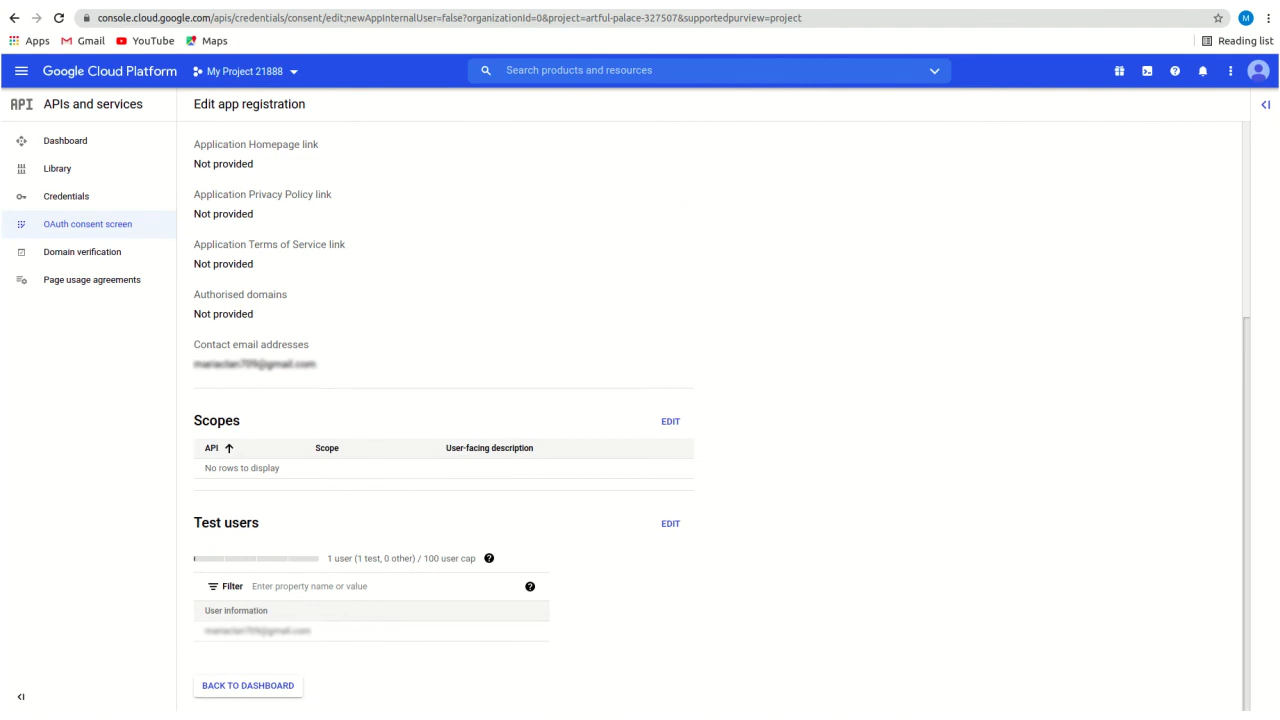 console.cloud.google.com/apis/credentials/consent/edit;newAppInternalUser=false?organizationId=0&project=artful-palace-327507&supportedpurview=project
M
Apps Gmail YouTube Maps Reading list
Google Cloud Platform My Project 21888 Search products and resources
API APIs and services
Edit app registration
Dashboard
Library
Credentials
OAuth consent screen
Domain verification
Page usage agreements
Application Homepage link
Not provided
Application Privacy Policy link
Not provided
Application Terms of Service link
Not provided
Authorised domains
Not provided
Contact email addresses
Scopes EDIT
API Scope User-facing description
No rows to display
Test users EDIT
1 user (1 test, 0 other) / 100 user cap
Filter Enter property name or value
User information
BACK TO DASHBOARD